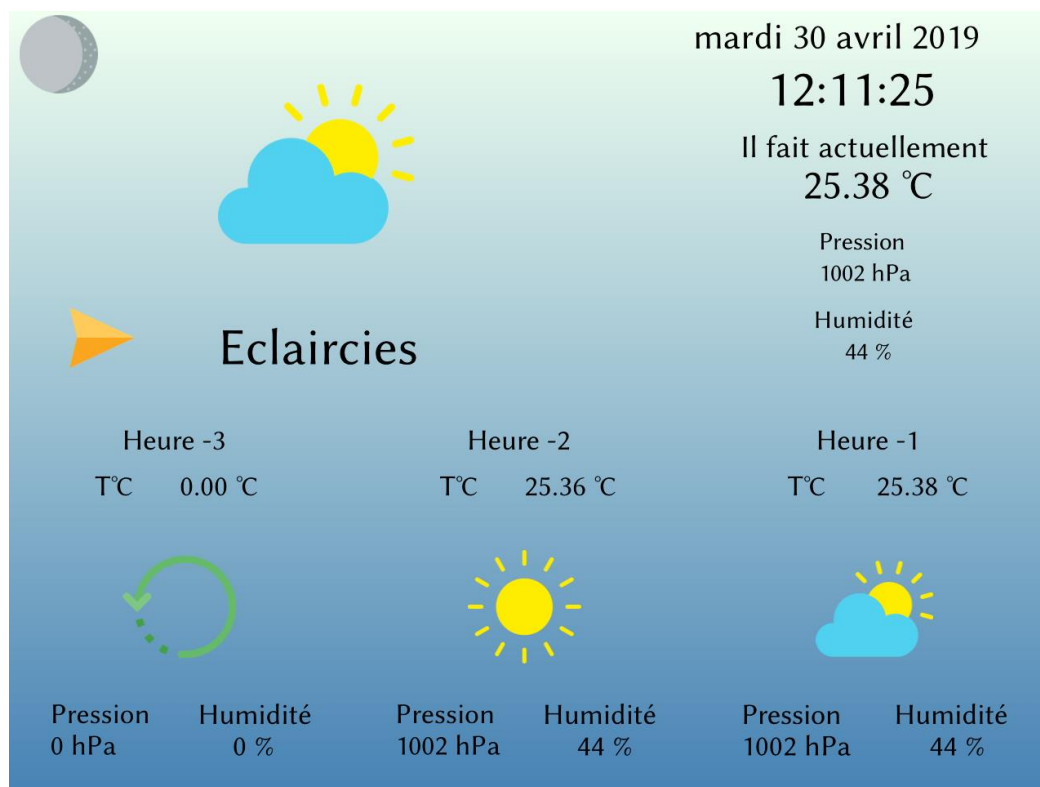 mardi 30 avril 2019
12:11:25
Il fait actuellement
25.38 ℃
Pression
1002 hPa
Humidité
44 %
Eclaircies
Heure -3
T℃ 0.00 ℃
Pression Humidité
0 hPa 0 %
Heure -2
T℃ 25.36 ℃
Pression Humidité
1002 hPa 44 %
Heure -1
T℃ 25.38 ℃
Pression Humidité
1002 hPa 44 %